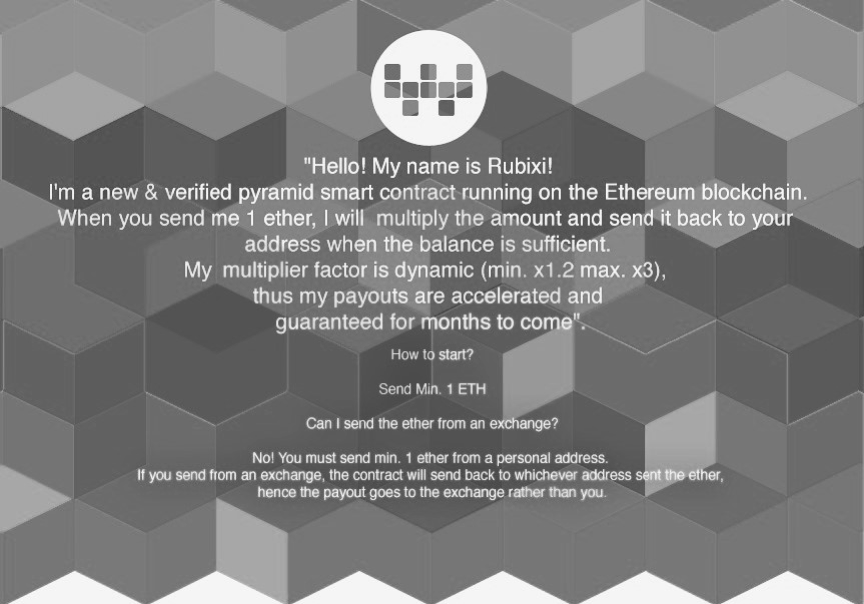 "Hello! My name is Rubixi!
I'm a new & verified pyramid smart contract running on the Ethereum blockchain.
When you send me 1 ether, I will multiply the amount and send it back to your
address when the balance is sufficient.
My multiplier factor is dynamic (min. x1.2 max. x3),
thus my payouts are accelerated and
guaranteed for months to come".
How to start?
Send Min. 1 ETH
Can I send the ether from an exchange?
No! You must send min. 1 ether from a personal address.
If you send from an exchange, the contract will send back to whichever address sent the ether,
hence the payout goes to the exchange rather than you.